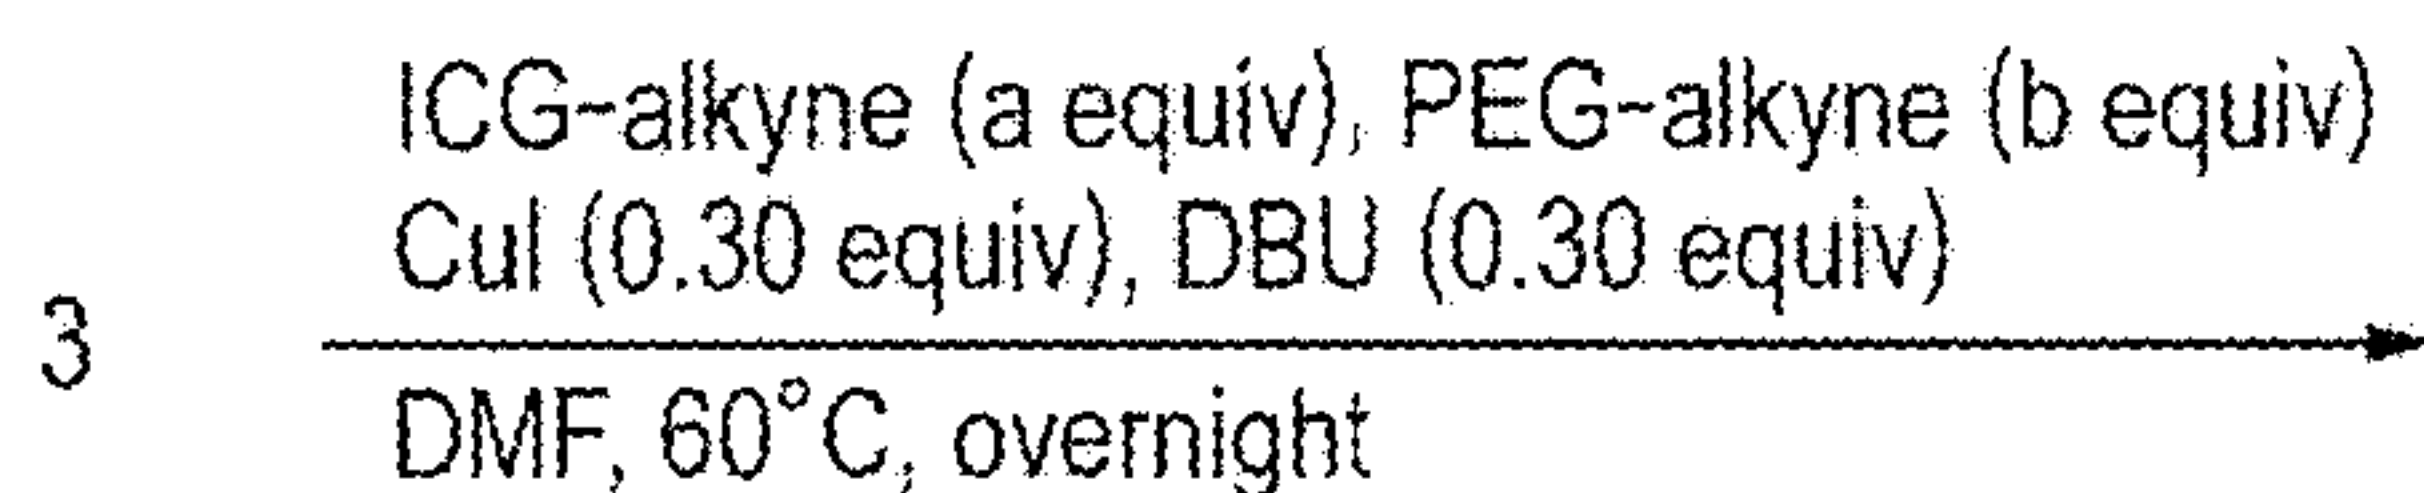 ICG-alkyne (a equiv), PEG-alkyne (b equiv)
CuI (0.30 equiv), DBU (0.30 equiv)
3
DMF, 60°C, overnight